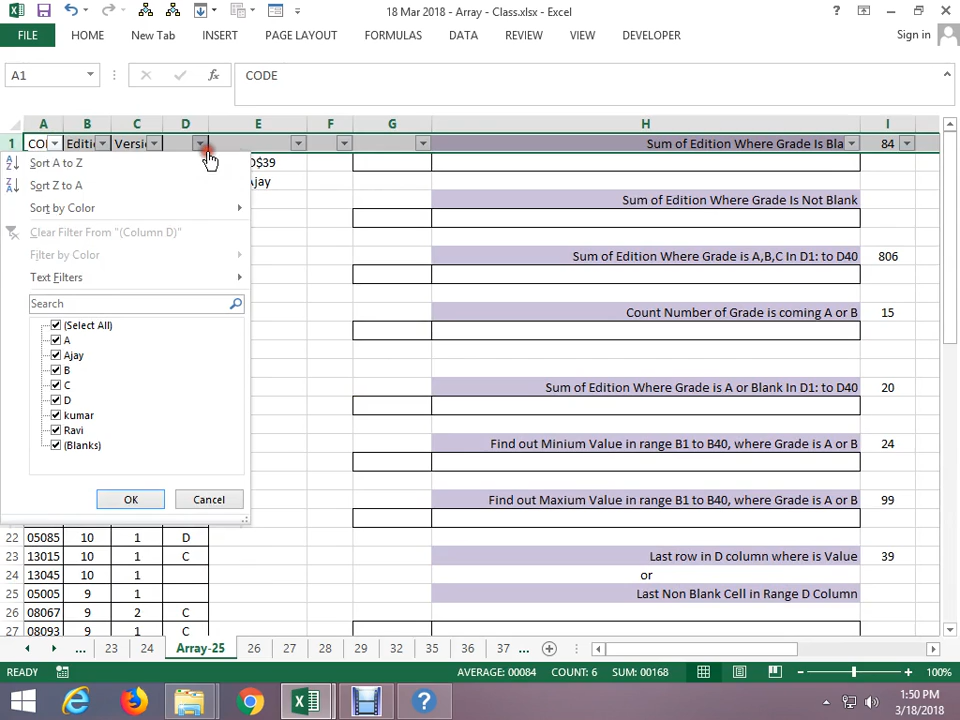 18 Mar 2018 - Array - Class.xlsx - Excel
?
FILE HOME New Tab INSERT PAGE LAYOUT FORMULAS DATA REVIEW VIEW DEVELOPER Sign in
A1 fx CODE
A B C D E F G H I
1 Sum of Edition Where Grade Is Bla 84
Sort A to Z
D$39
Sort Z to A
Ajay
Sort by Color
Sum of Edition Where Grade Is Not Blank
Clear Filter From "(Column D)"
Filter by Color
Sum of Edition Where Grade is A,B,C In D1: to D40 806
Text Filters
Search
Count Number of Grade is coming A or B 15
(Select All)
A
Ajay
B
C
Sum of Edition Where Grade is A or Blank In D1: to D40 20
D
kumar
Ravi
(Blanks)
Find out Minium Value in range B1 to B40, where Grade is A or B 24
OK Cancel
Find out Maxium Value in range B1 to B40, where Grade is A or B 99
22 05085 10 1 D
23 13015 10 1 C Last row in D column where is Value 39
24 13045 10 1 or
25 05005 9 1 Last Non Blank Cell in Range D Column
26 08067 9 2 C
27 08093 9 1 C
... 23 24 Array-25 26 27 28 29 32 35 36 37 ...
READY AVERAGE: 00084 COUNT: 6 SUM: 00168 100%
1:50 PM
3/18/2018